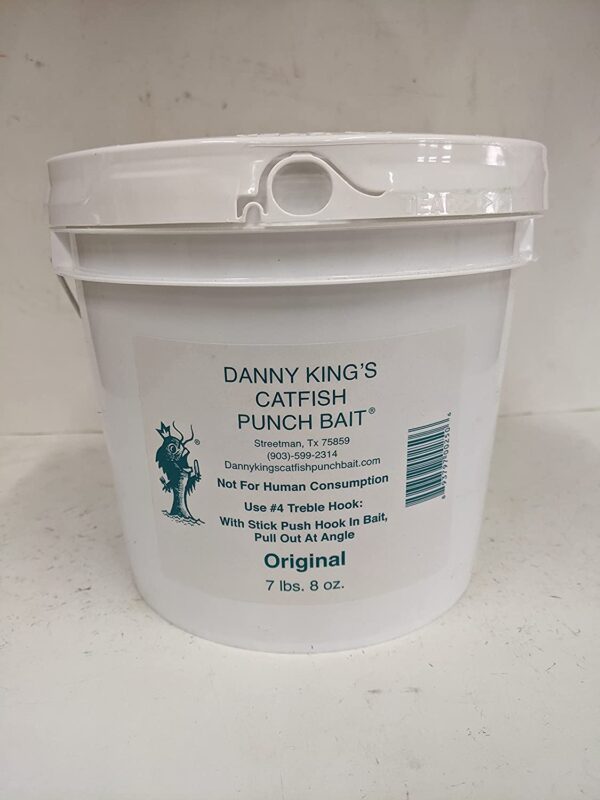 DANNY KING'S
CATFISH
PUNCH BAIT®
Streetman, Tx 75859
(903)-599-2314
Dannykingscatfishpunchbait.com
Not For Human Consumption
Use #4 Treble Hook:
With Stick Push Hook In Bait,
Pull Out At Angle
Original
7 lbs. 8 oz.
®